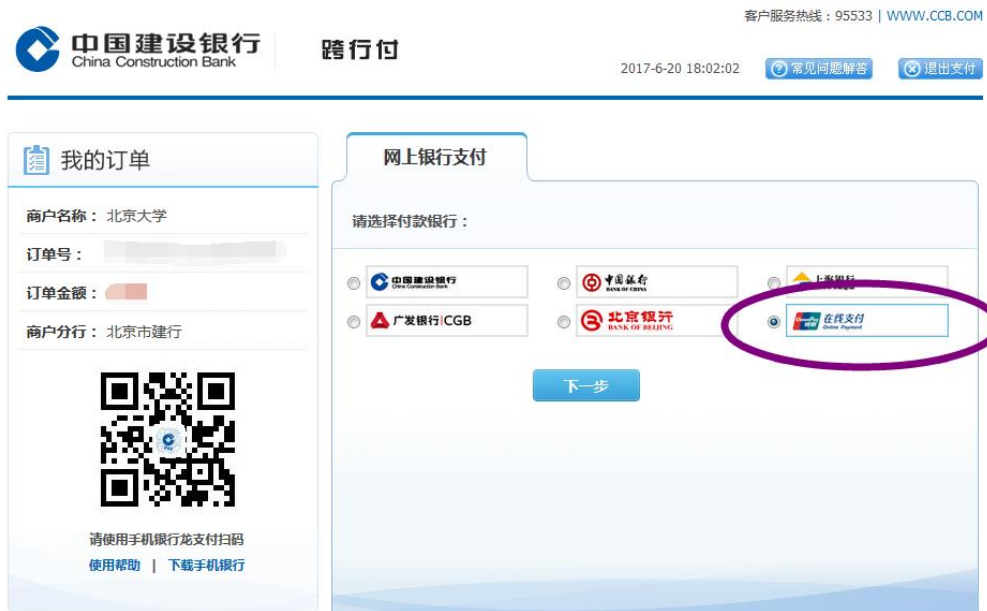 客户服务热线：95533 | WWW.CCB.COM
中国建设银行
China Construction Bank
跨行付
2017-6-20 18:02:02
常见问题解答
退出支付
我的订单
商户名称：北京大学
订单号：
订单金额：
商户分行：北京市建行
请使用手机银行龙支付扫码
使用帮助 | 下载手机银行
网上银行支付
请选择付款银行：
中国建设银行
China Construction Bank
中国银行
BANK OF CHINA
上海银行
广发银行|CGB
北京银行
BANK OF BEIJING
UnionPay
银联
在线支付
Online Payment
下一步